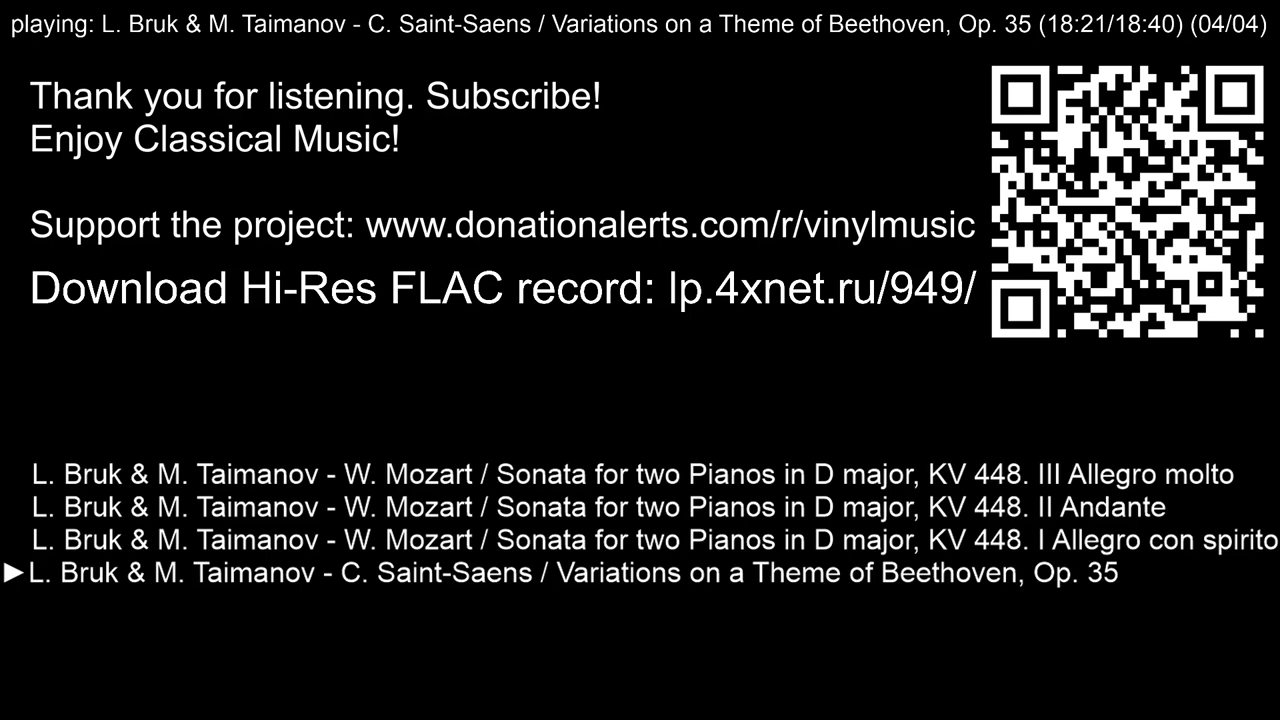 playing: L. Bruk & M. Taimanov - C. Saint-Saens / Variations on a Theme of Beethoven, Op. 35 (18:21/18:40) (04/04)
Thank you for listening. Subscribe!
Enjoy Classical Music!
Support the project: www.donationalerts.com/r/vinylmusic
Download Hi-Res FLAC record: lp.4xnet.ru/949/
L. Bruk & M. Taimanov - W. Mozart / Sonata for two Pianos in D major, KV 448. III Allegro molto
L. Bruk & M. Taimanov - W. Mozart / Sonata for two Pianos in D major, KV 448. II Andante
L. Bruk & M. Taimanov - W. Mozart / Sonata for two Pianos in D major, KV 448. I Allegro con spirito
►L. Bruk & M. Taimanov - C. Saint-Saens / Variations on a Theme of Beethoven, Op. 35